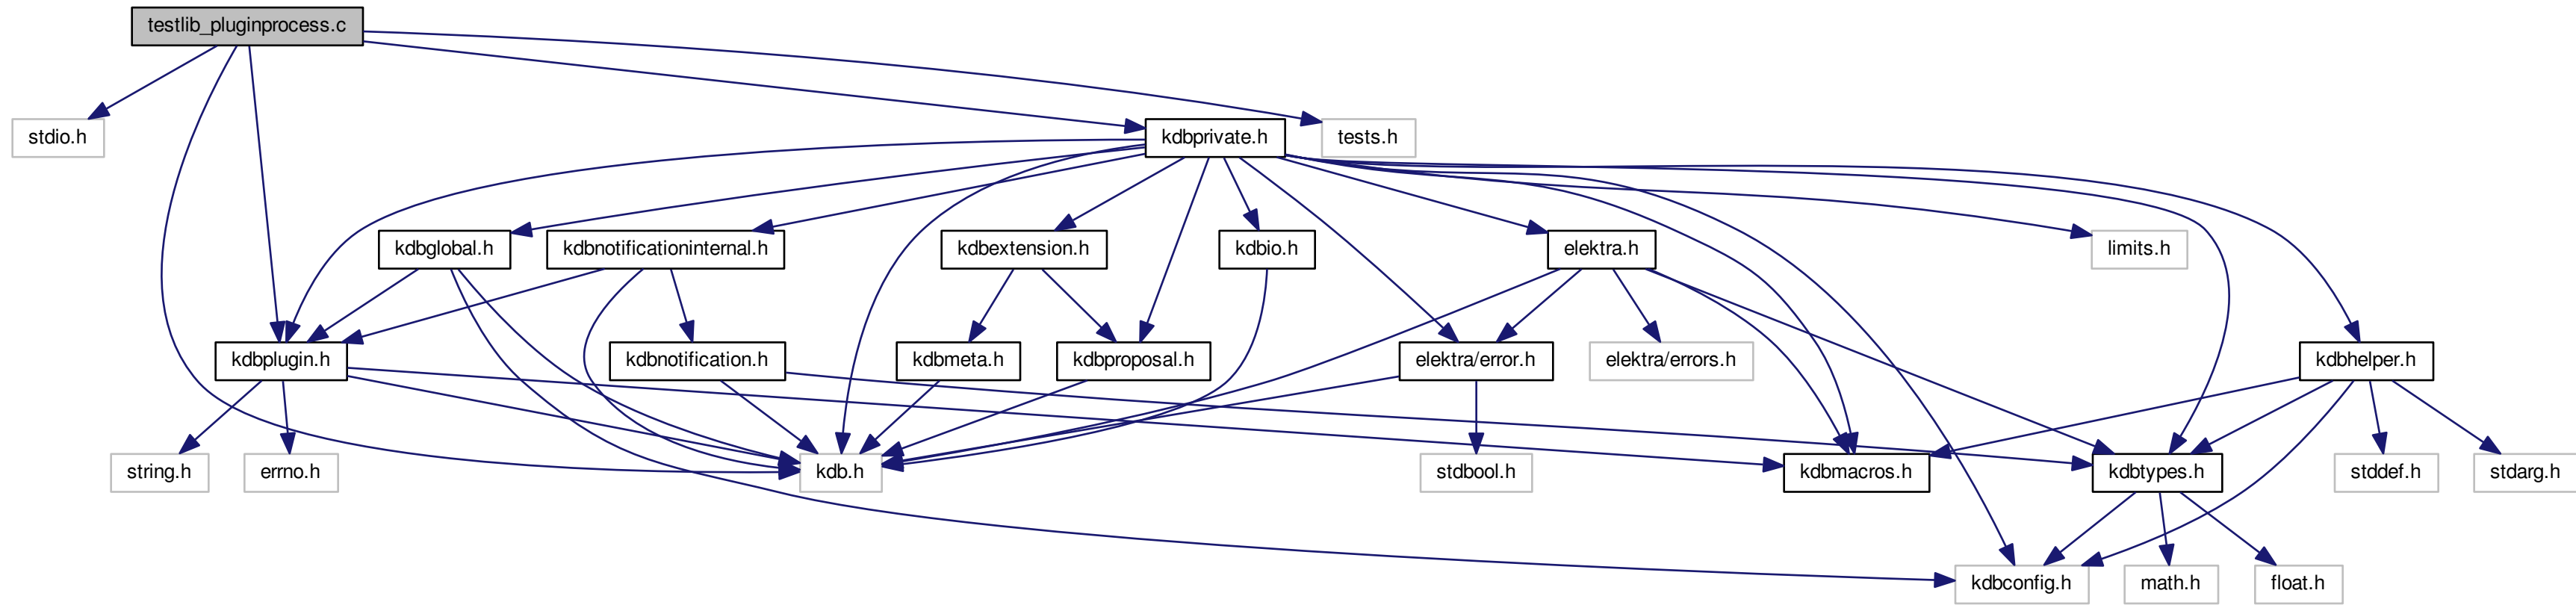 testlib_pluginprocess.c
stdio.h
kdbprivate.h
tests.h
kdbglobal.h
kdbnotificationinternal.h
kdbextension.h
kdbio.h
elektra.h
limits.h
kdbplugin.h
kdbnotification.h
kdbmeta.h
kdbproposal.h
elektra/error.h
elektra/errors.h
kdbhelper.h
string.h
errno.h
kdb.h
stdbool.h
kdbmacros.h
kdbtypes.h
stddef.h
stdarg.h
kdbconfig.h
math.h
float.h